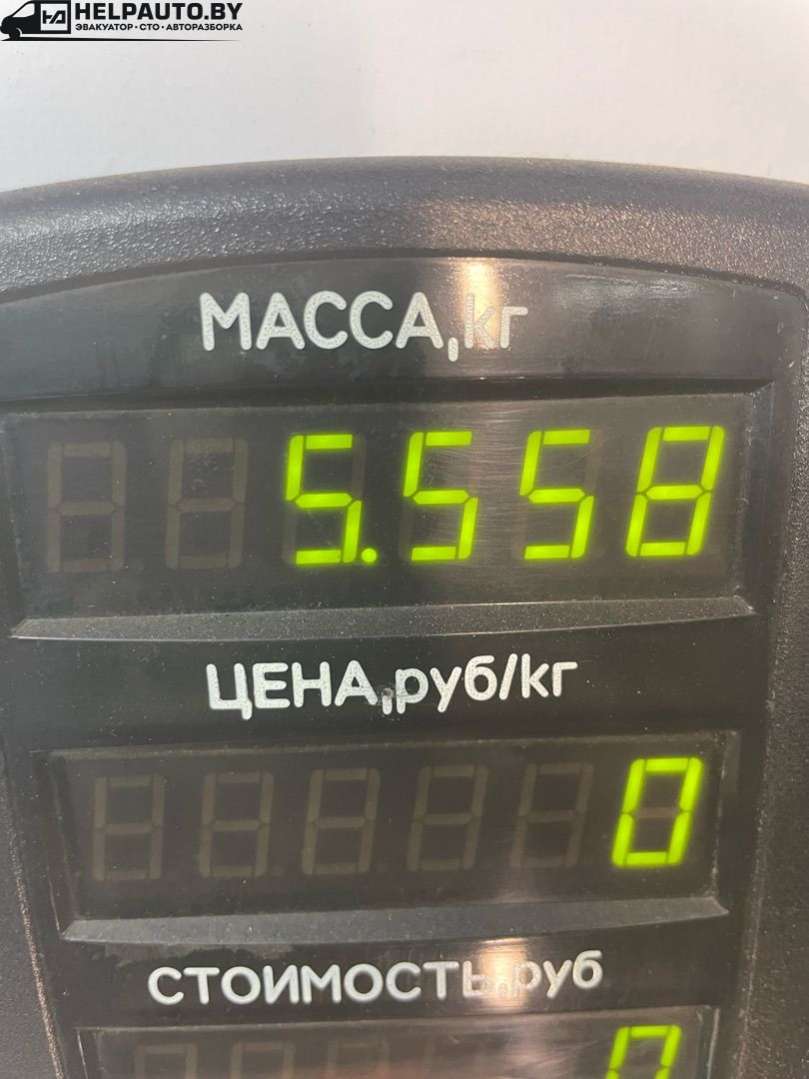 HELPAUTO.BY
ЭВАКУАТОР • СТО • АВТОРАЗБОРКА
МАССА,кг
5.558
ЦЕНА,руб/кг
0
СТОИМОСТЬ,руб
0